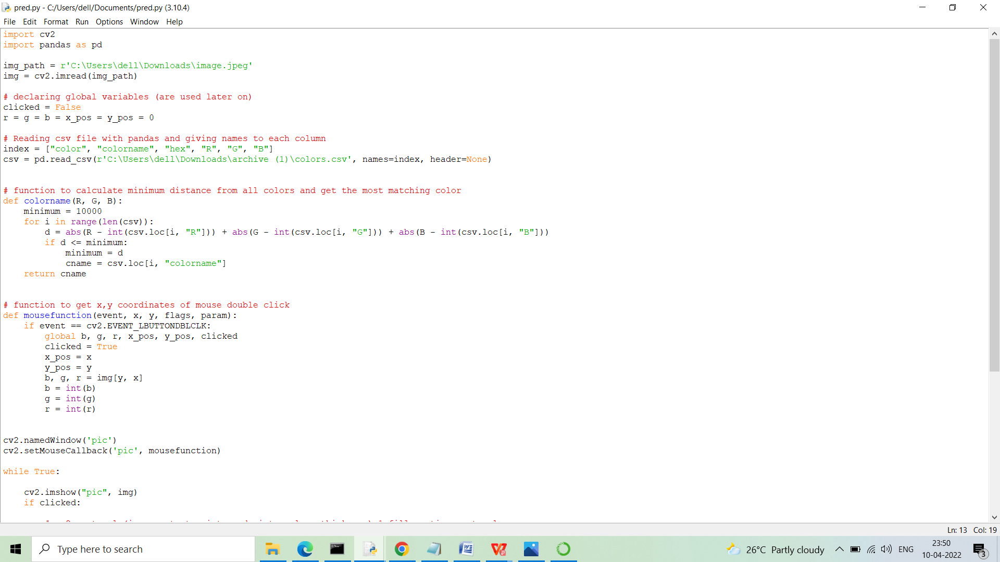 pred.py - C:/Users/dell/Documents/pred.py (3.10.4)
File Edit Format Run Options Window Help
import cv2
import pandas as pd
img_path = r'C:\Users\dell\Downloads\image.jpeg'
img = cv2.imread(img_path)
# declaring global variables (are used later on)
clicked = False
r = g = b = x_pos = y_pos = 0
# Reading csv file with pandas and giving names to each column
index = ["color", "colorname", "hex", "R", "G", "B"]
csv = pd.read_csv(r'C:\Users\dell\Downloads\archive (1)\colors.csv', names=index, header=None)
# function to calculate minimum distance from all colors and get the most matching color
def colorname(R, G, B):
    minimum = 10000
    for i in range(len(csv)):
        d = abs(R - int(csv.loc[i, "R"])) + abs(G - int(csv.loc[i, "G"])) + abs(B - int(csv.loc[i, "B"]))
        if d <= minimum:
            minimum = d
            cname = csv.loc[i, "colorname"]
    return cname
# function to get x,y coordinates of mouse double click
def mousefunction(event, x, y, flags, param):
    if event == cv2.EVENT_LBUTTONDBLCLK:
        global b, g, r, x_pos, y_pos, clicked
        clicked = True
        x_pos = x
        y_pos = y
        b, g, r = img[y, x]
        b = int(b)
        g = int(g)
        r = int(r)
cv2.namedWindow('pic')
cv2.setMouseCallback('pic', mousefunction)
while True:
    cv2.imshow("pic", img)
    if clicked:
Ln: 13 Col: 19
Type here to search
26°C Partly cloudy
ENG
23:50
10-04-2022
3